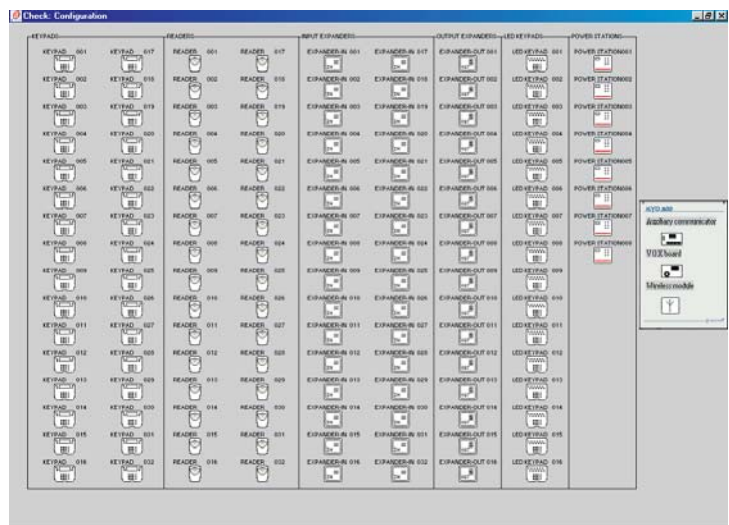 Check: Configuration
KEYPADS READERS INPUT EXPANDERS OUTPUT EXPANDERS LED KEYPADS POWER STATIONS
KEYPAD 001 KEYPAD 017 READER 001 READER 017 EXPANDER-IN 001 EXPANDER-IN 017 EXPANDER-OUT 001 LED KEYPAD 001 POWER STATION001
KEYPAD 002 KEYPAD 018 READER 002 READER 018 EXPANDER-IN 002 EXPANDER-IN 018 EXPANDER-OUT 002 LED KEYPAD 002 POWER STATION002
KEYPAD 003 KEYPAD 019 READER 003 READER 019 EXPANDER-IN 003 EXPANDER-IN 019 EXPANDER-OUT 003 LED KEYPAD 003 POWER STATION003
KEYPAD 004 KEYPAD 020 READER 004 READER 020 EXPANDER-IN 004 EXPANDER-IN 020 EXPANDER-OUT 004 LED KEYPAD 004 POWER STATION004
KEYPAD 005 KEYPAD 021 READER 005 READER 021 EXPANDER-IN 005 EXPANDER-IN 021 EXPANDER-OUT 005 LED KEYPAD 005 POWER STATION005
KEYPAD 006 KEYPAD 022 READER 006 READER 022 EXPANDER-IN 006 EXPANDER-IN 022 EXPANDER-OUT 006 LED KEYPAD 006 POWER STATION006
KEYPAD 007 KEYPAD 023 READER 007 READER 023 EXPANDER-IN 007 EXPANDER-IN 023 EXPANDER-OUT 007 LED KEYPAD 007 POWER STATION007
KEYPAD 008 KEYPAD 024 READER 008 READER 024 EXPANDER-IN 008 EXPANDER-IN 024 EXPANDER-OUT 008 LED KEYPAD 008 POWER STATION008
KEYPAD 009 KEYPAD 025 READER 009 READER 025 EXPANDER-IN 009 EXPANDER-IN 025 EXPANDER-OUT 009 LED KEYPAD 009
KEYPAD 010 KEYPAD 026 READER 010 READER 026 EXPANDER-IN 010 EXPANDER-IN 026 EXPANDER-OUT 010 LED KEYPAD 010
KEYPAD 011 KEYPAD 027 READER 011 READER 027 EXPANDER-IN 011 EXPANDER-IN 027 EXPANDER-OUT 011 LED KEYPAD 011
KEYPAD 012 KEYPAD 028 READER 012 READER 028 EXPANDER-IN 012 EXPANDER-IN 028 EXPANDER-OUT 012 LED KEYPAD 012
KEYPAD 013 KEYPAD 029 READER 013 READER 029 EXPANDER-IN 013 EXPANDER-IN 029 EXPANDER-OUT 013 LED KEYPAD 013
KEYPAD 014 KEYPAD 030 READER 014 READER 030 EXPANDER-IN 014 EXPANDER-IN 030 EXPANDER-OUT 014 LED KEYPAD 014
KEYPAD 015 KEYPAD 031 READER 015 READER 031 EXPANDER-IN 015 EXPANDER-IN 031 EXPANDER-OUT 015 LED KEYPAD 015
KEYPAD 016 KEYPAD 032 READER 016 READER 032 EXPANDER-IN 016 EXPANDER-IN 032 EXPANDER-OUT 016 LED KEYPAD 016
Auxiliary communicator
VOX board
Wireless module